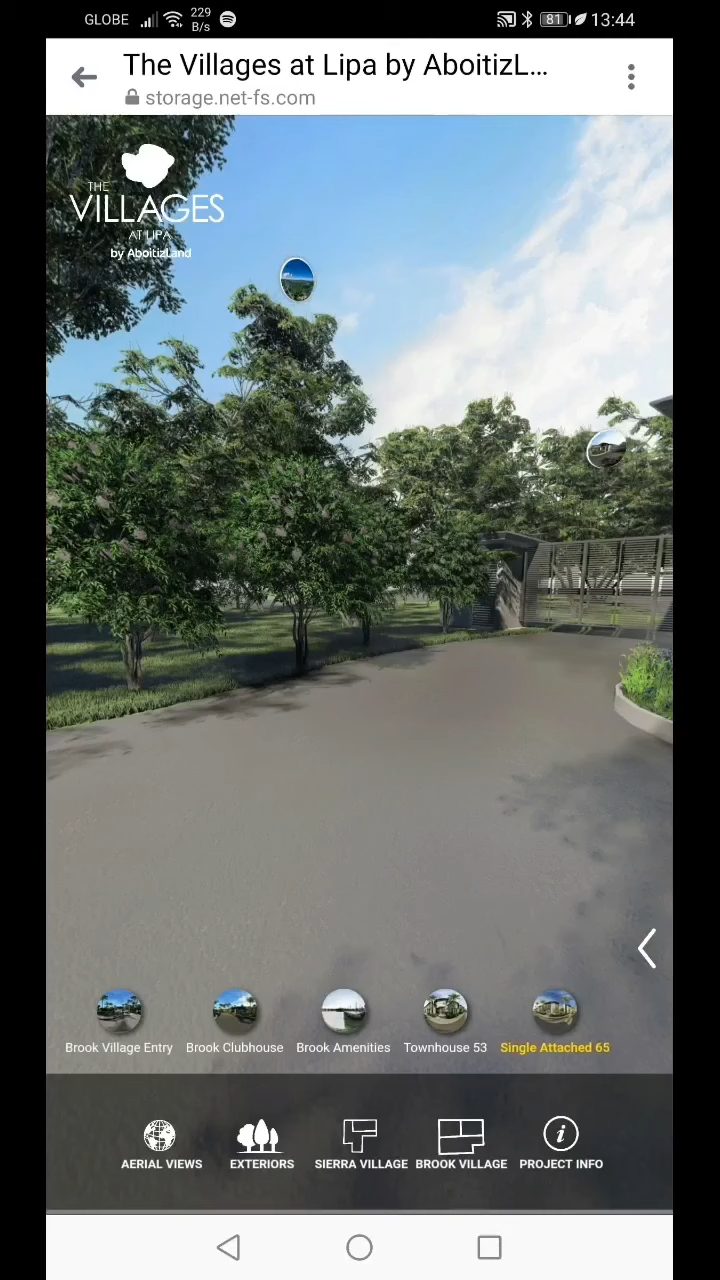 GLOBE 229 B/s 81 13:44
The Villages at Lipa by AboitizL...
storage.net-fs.com
THE
VILLAGES
AT LIPA
by AboitizLand
Brook Village Entry Brook Clubhouse Brook Amenities Townhouse 53 Single Attached 65
AERIAL VIEWS EXTERIORS SIERRA VILLAGE BROOK VILLAGE PROJECT INFO